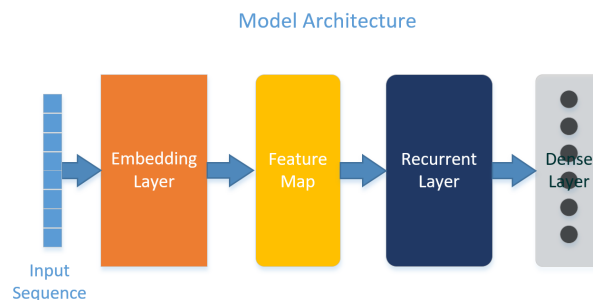 Model Architecture
Embedding
Layer
Feature
Map
Recurrent
Layer
Dense
Layer
Input
Sequence